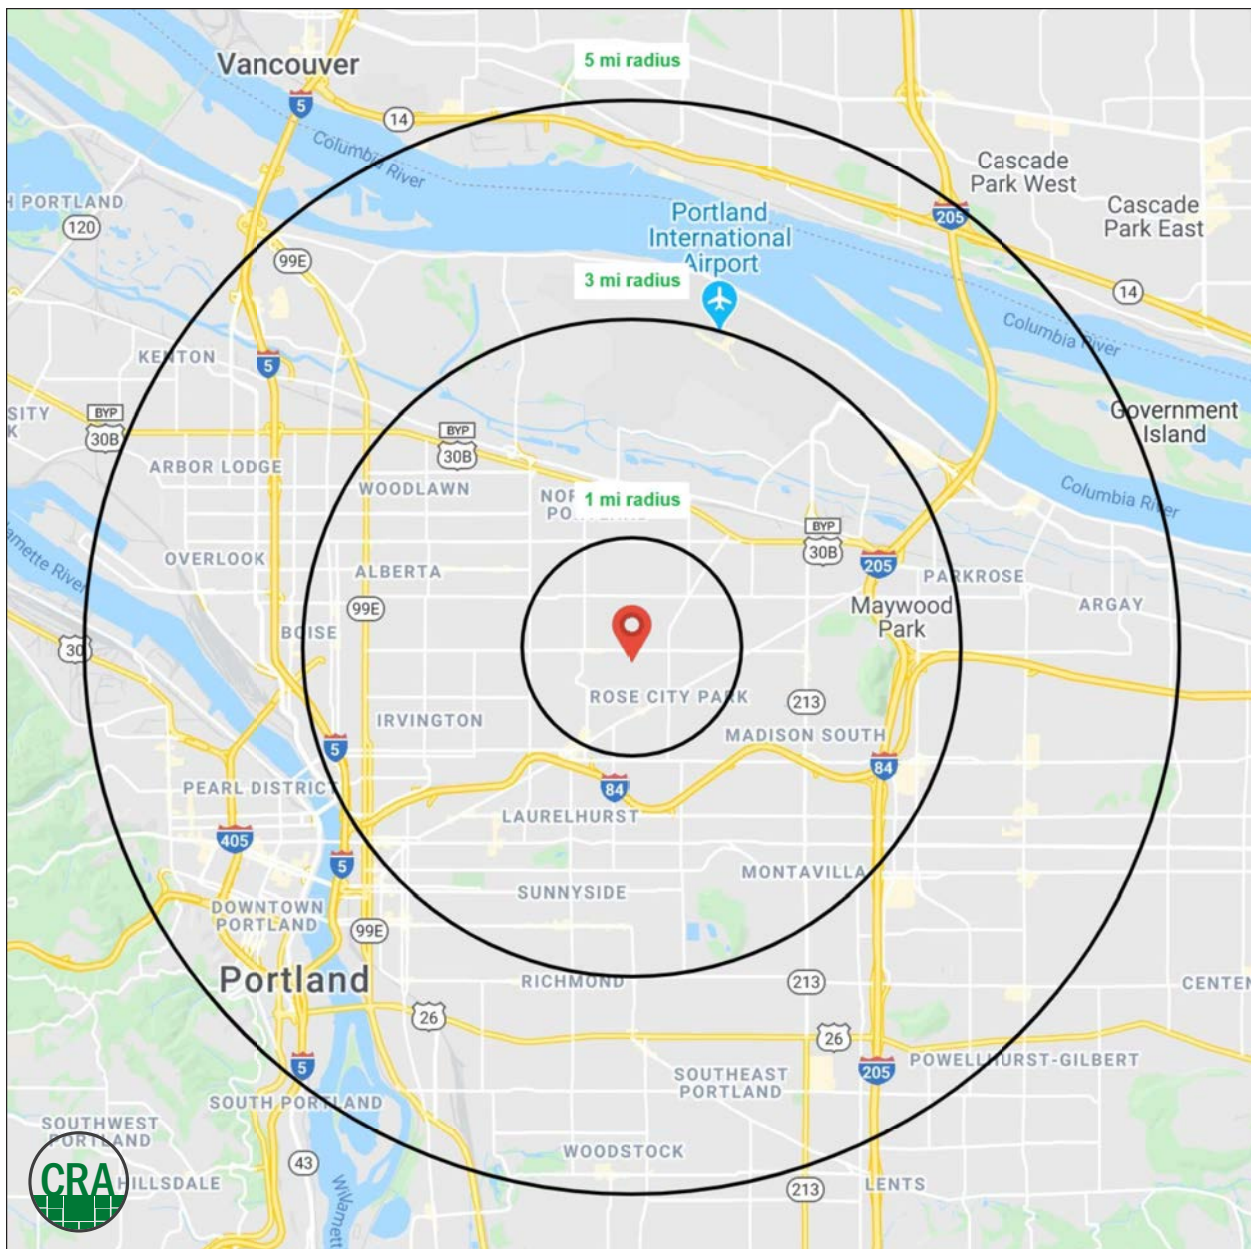 5 mi radius
Vancouver
5
14
Columbia River
Cascade
Park West
Cascade
Park East
205
14
Portland
International
Airport
H PORTLAND
120
99E
3 mi radius
Columbia River
KENTON
5
SITY
K
BYP
30B
BYP
30B
Government
Island
ARBOR LODGE
WOODLAWN
1 mi radius
Columbia River
BYP
30B
OVERLOOK
ALBERTA
205
PARKROSE
99E
Maywood
Park
ARGAY
30
BOISE
ROSE CITY PARK
213
IRVINGTON
MADISON SOUTH
5
84
84
PEARL DISTRICT
LAURELHURST
405
5
MONTAVILLA
SUNNYSIDE
DOWNTOWN
PORTLAND
99E
Portland
RICHMOND
213
CENTEN
26
26
POWELLHURST-GILBERT
5
205
SOUTHEAST
PORTLAND
SOUTH PORTLAND
SOUTHWEST
PORTLAND
WOODSTOCK
43
CRA
HILLSDALE
213
LENTS